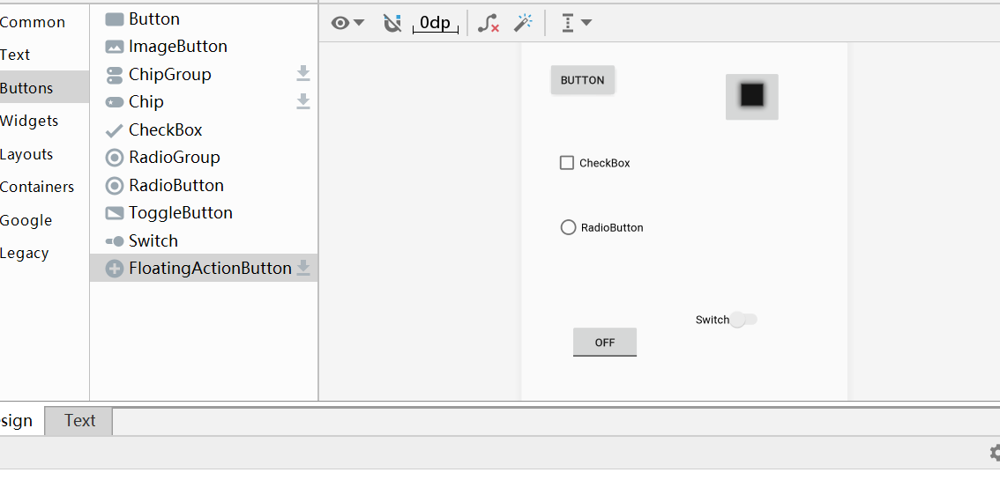 Common
Text
Buttons
Widgets
Layouts
Containers
Google
Legacy
Button
ImageButton
ChipGroup
Chip
CheckBox
RadioGroup
RadioButton
ToggleButton
Switch
FloatingActionButton
0dp
BUTTON
CheckBox
RadioButton
Switch
OFF
sign
Text